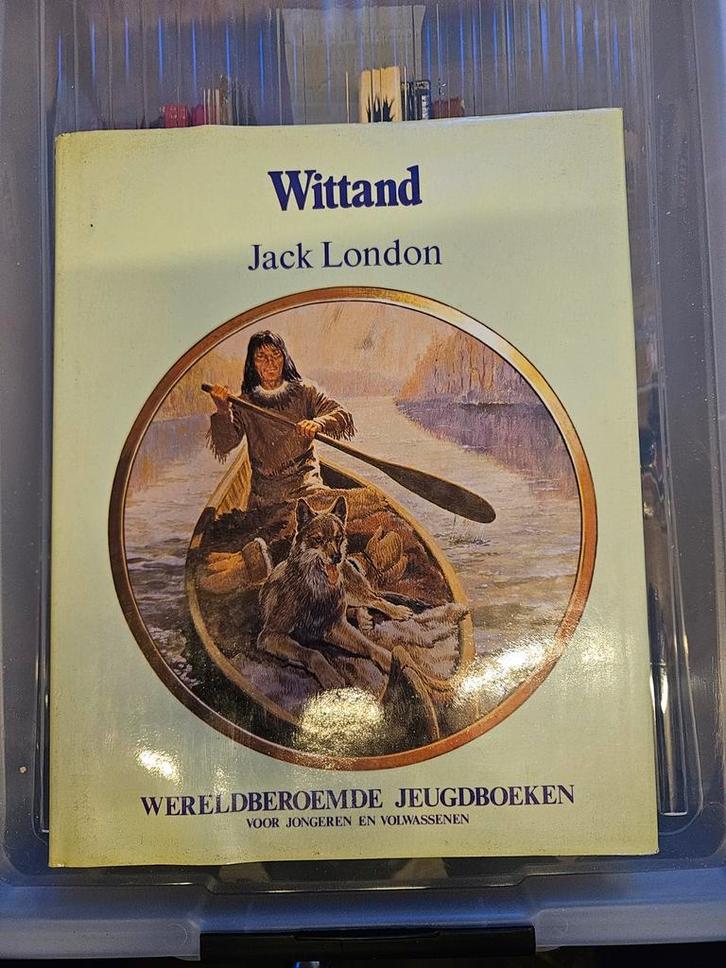 Wittand
Jack London
WERELDBEROEMDE JEUGDBOEKEN
VOOR JONGEREN EN VOLWASSENEN